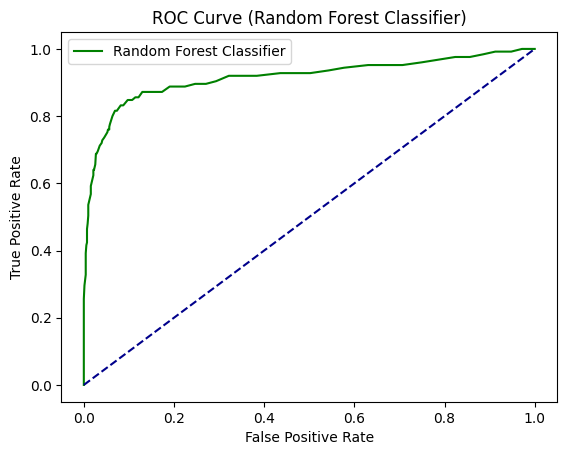 ROC Curve (Random Forest Classifier)
Random Forest Classifier
True Positive Rate
1.0
0.8
0.6
0.4
0.2
0.0
0.0 0.2 0.4 0.6 0.8 1.0
False Positive Rate